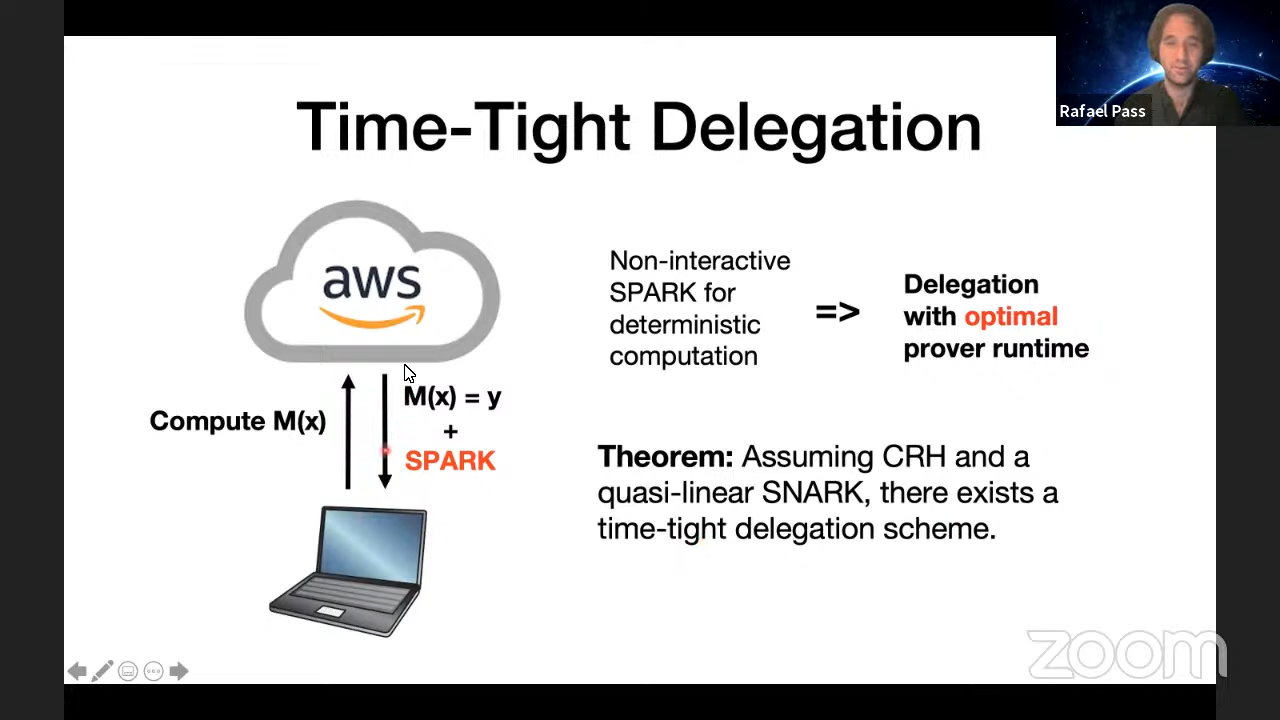 Rafael Pass
Time-Tight Delegation
aws
Compute M(x)
M(x) = y
+
SPARK
Non-interactive
SPARK for
deterministic
computation
=>
Delegation
with optimal
prover runtime
Theorem: Assuming CRH and a
quasi-linear SNARK, there exists a
time-tight delegation scheme.
zoom